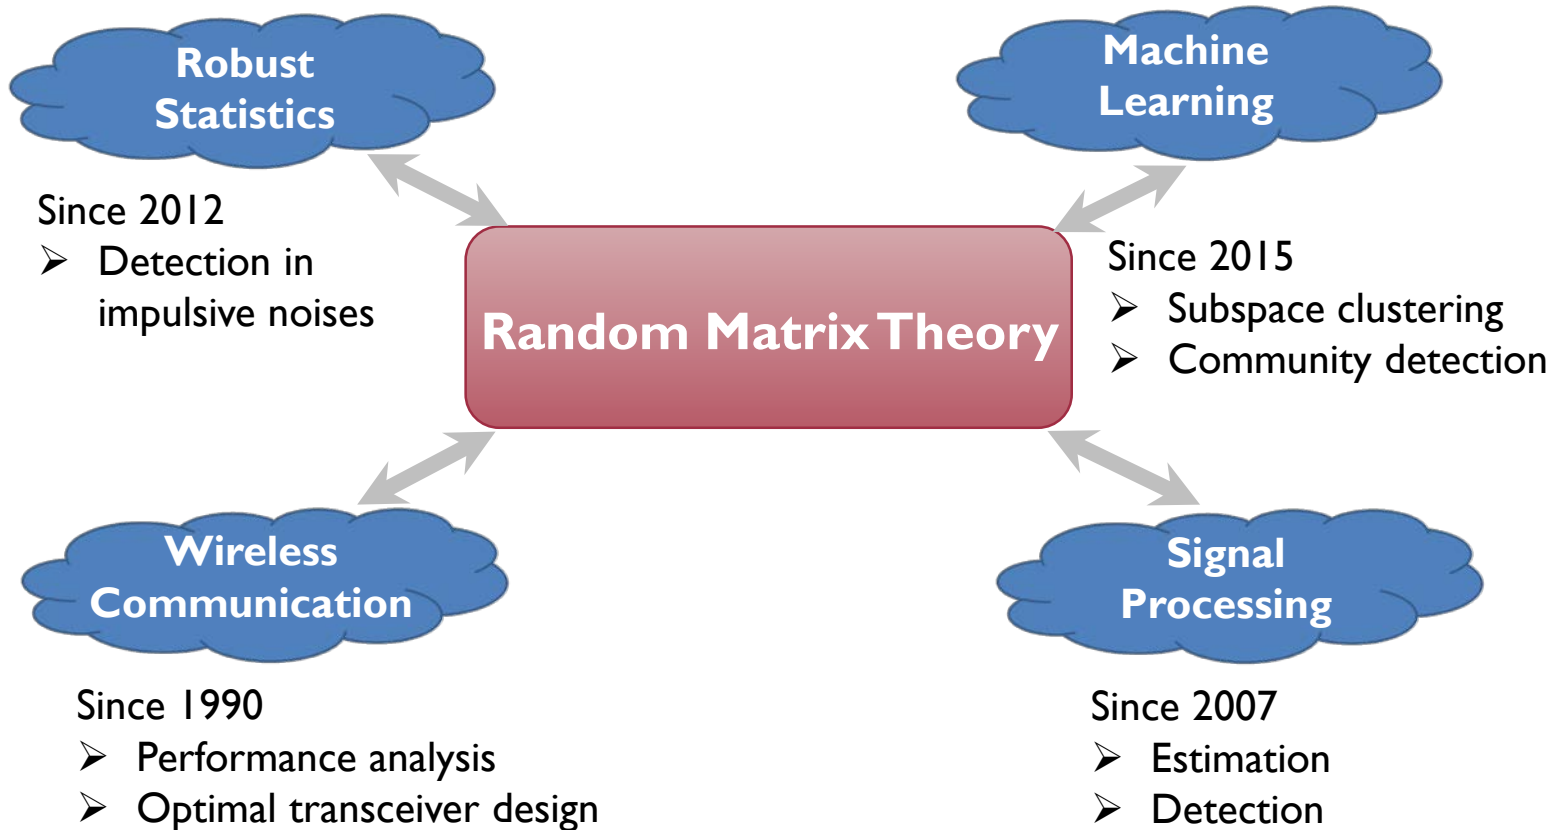 Robust
Statistics
Since 2012
➢ Detection in
impulsive noises
Machine
Learning
Since 2015
➢ Subspace clustering
➢ Community detection
Random Matrix Theory
Wireless
Communication
Since 1990
➢ Performance analysis
➢ Optimal transceiver design
Signal
Processing
Since 2007
➢ Estimation
➢ Detection